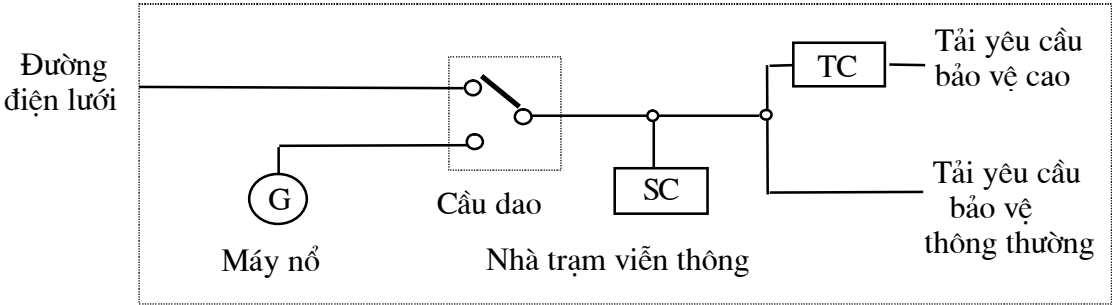 Đường
điện lưới
G
Máy nổ
Cầu dao
SC
Nhà trạm viễn thông
TC
Tải yêu cầu
bảo vệ cao
Tải yêu cầu
bảo vệ
thông thường